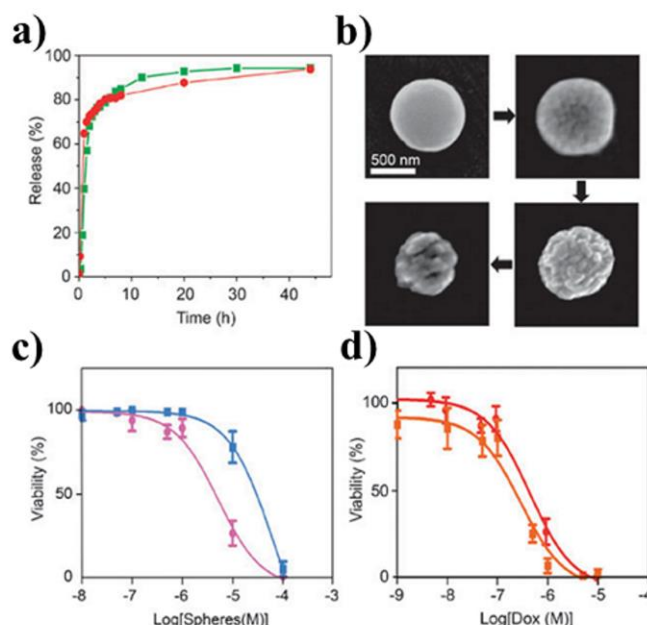 a)
100
80
60
40
20
0
Release (%)
0 10 20 30 40
Time (h)
b)
500 nm
c)
100
50
0
Viability (%)
-8 -7 -6 -5 -4 -3 -2
Log[Spheres(M)]
d)
100
50
0
Viability (%)
-9 -8 -7 -6 -5 -4
Log[Dox (M)]